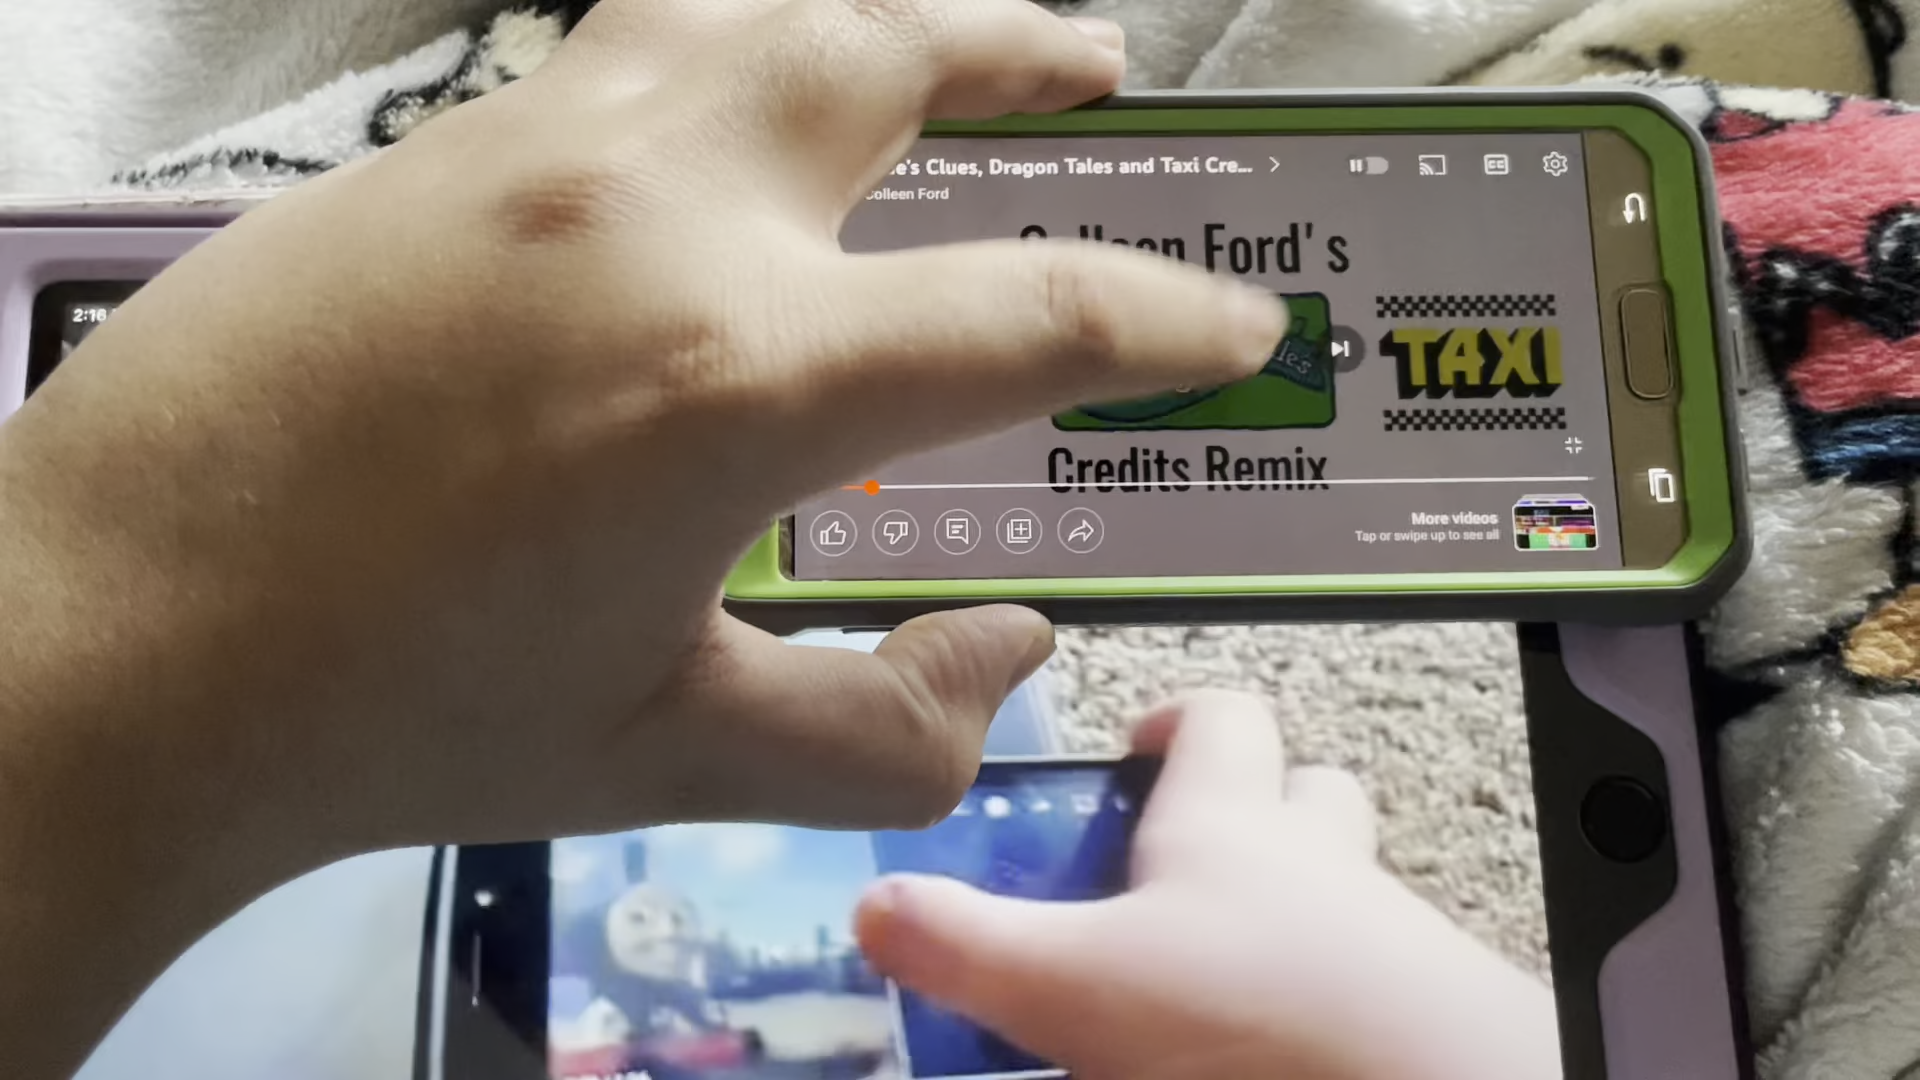 's Clues, Dragon Tales and Taxi Cre...
Colleen Ford
Colleen Ford's
2:16
TAXI
Credits Remix
More videos
Tap or swipe up to see all